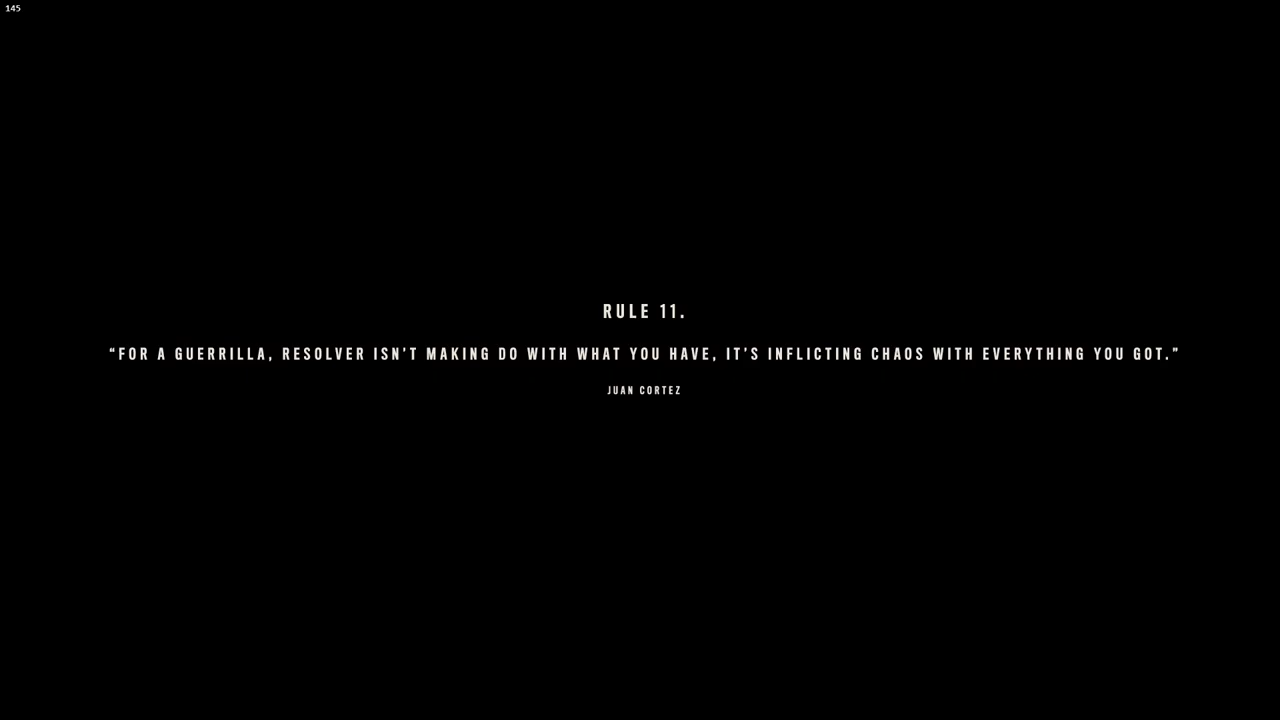 145
RULE 11.
“FOR A GUERRILLA, RESOLVER ISN’T MAKING DO WITH WHAT YOU HAVE, IT’S INFLICTING CHAOS WITH EVERYTHING YOU GOT.”
JUAN CORTEZ